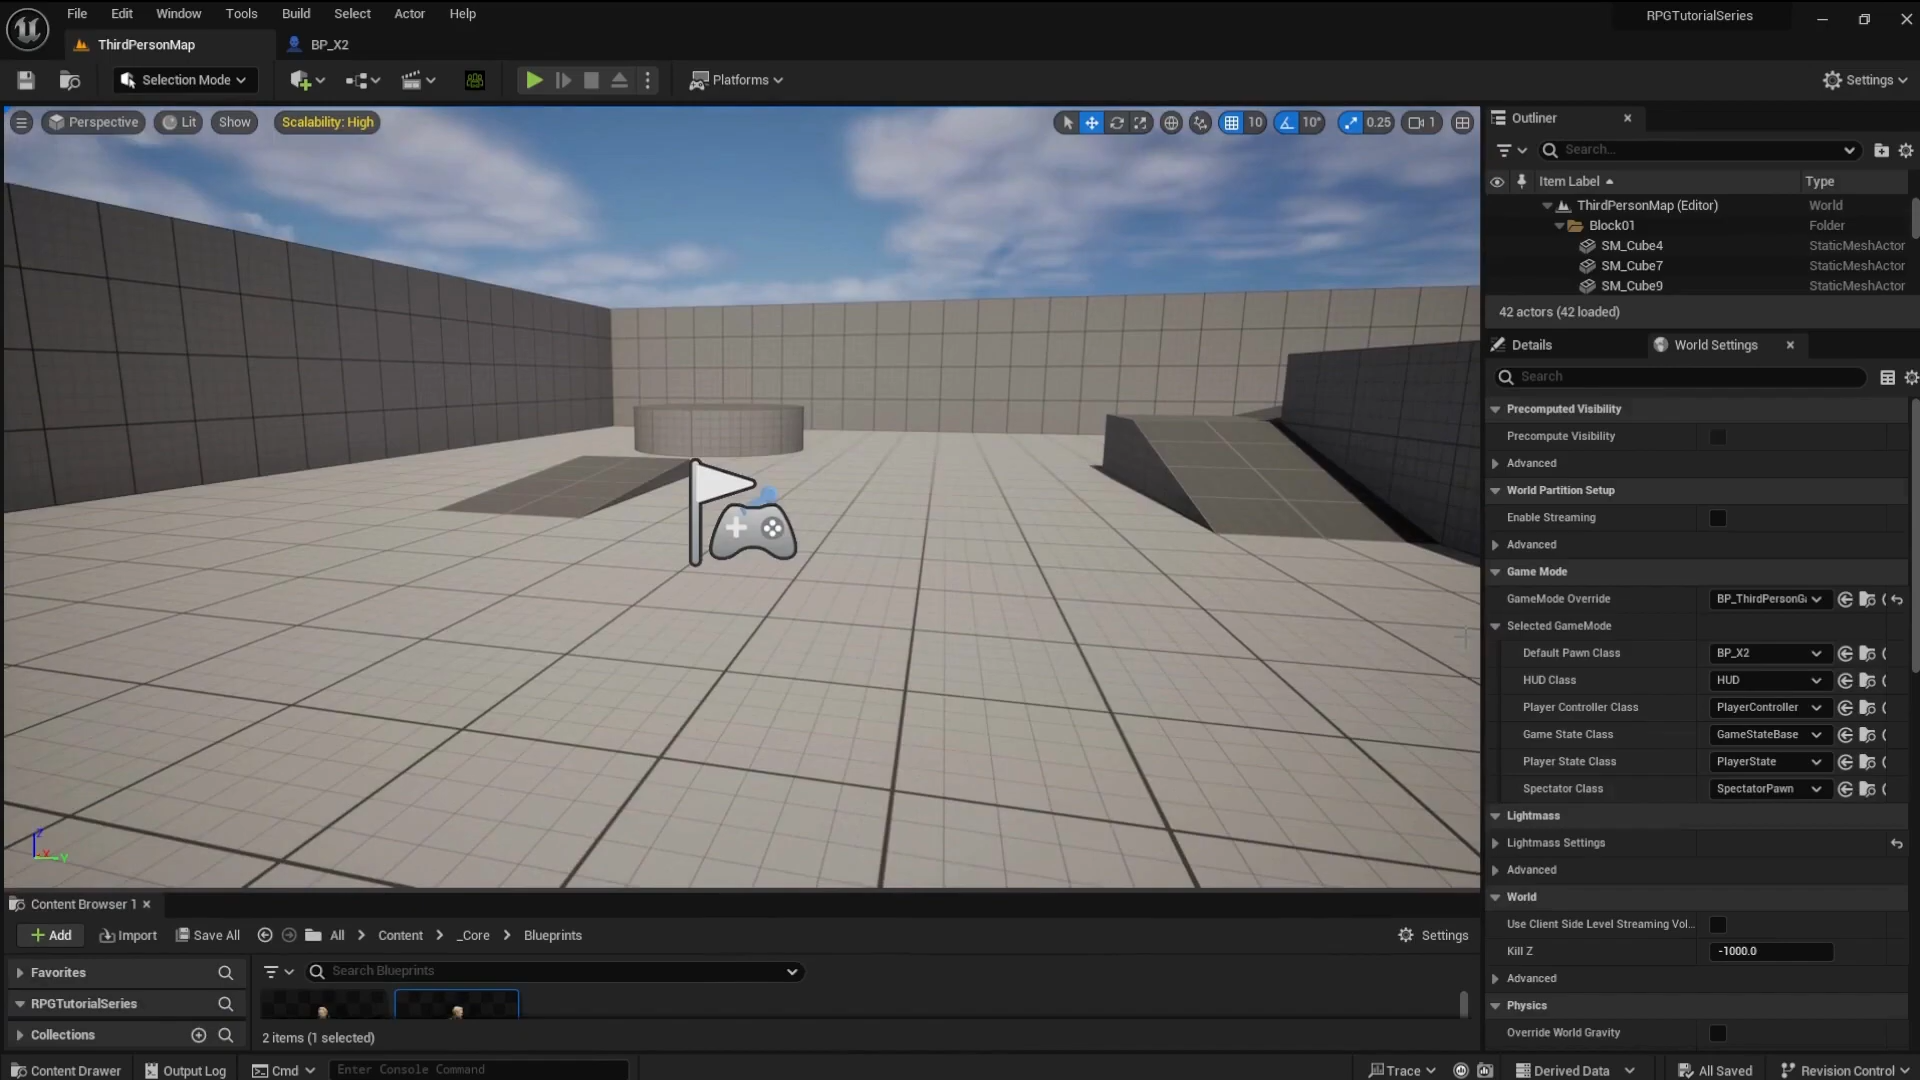 File Edit Window Tools Build Select Actor Help
RPGTutorialSeries
ThirdPersonMap
BP_X2
Selection Mode
Platforms
Settings
Perspective
Lit
Show
Scalability: High
10
10°
0.25
1
Outliner
Search...
Item Label
Type
ThirdPersonMap (Editor)
World
Block01
Folder
SM_Cube4
StaticMeshActor
SM_Cube7
StaticMeshActor
SM_Cube9
StaticMeshActor
42 actors (42 loaded)
Details
World Settings
Search
Precomputed Visibility
Precompute Visibility
Advanced
World Partition Setup
Enable Streaming
Advanced
Game Mode
GameMode Override
BP_ThirdPersonGa
Selected GameMode
Default Pawn Class
BP_X2
HUD Class
HUD
Player Controller Class
PlayerController
Game State Class
GameStateBase
Player State Class
PlayerState
Spectator Class
SpectatorPawn
Lightmass
Lightmass Settings
Advanced
World
Use Client Side Level Streaming Vol...
Kill Z
-1000.0
Advanced
Physics
Override World Gravity
Z
X
Y
Content Browser 1
Add
Import
Save All
All
Content
_Core
Blueprints
Settings
Favorites
Search Blueprints
RPGTutorialSeries
Collections
2 items (1 selected)
Content Drawer
Output Log
Cmd
Enter Console Command
Trace
Derived Data
All Saved
Revision Control